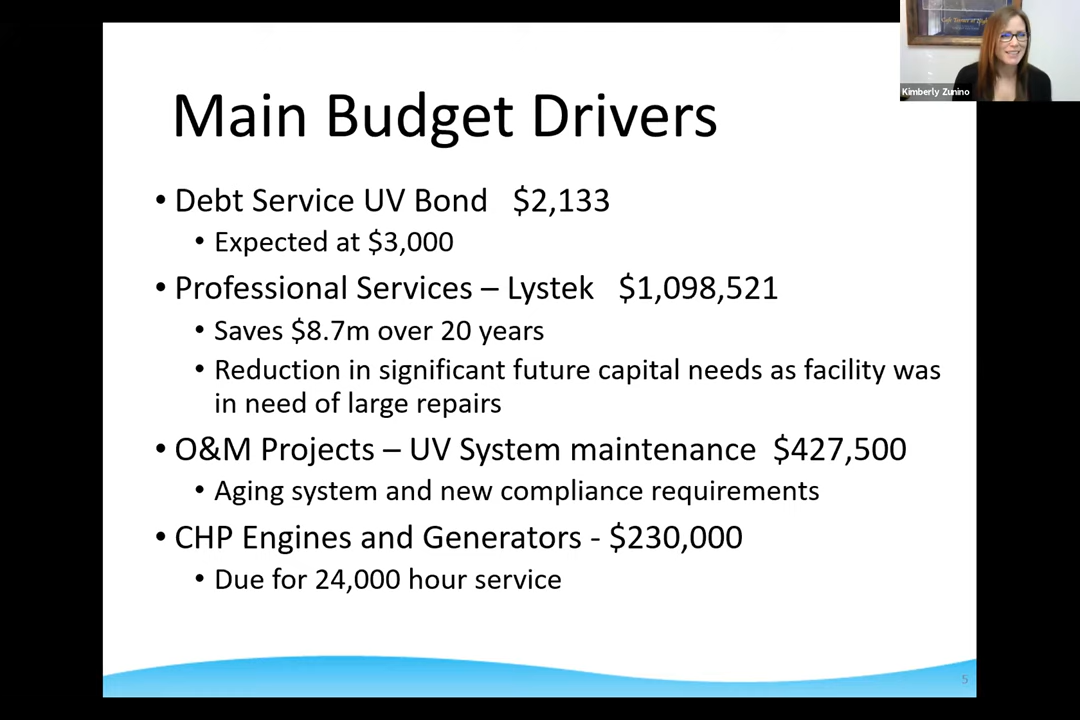 Kimberly Zunino
Main Budget Drivers
• Debt Service UV Bond $2,133
• Expected at $3,000
• Professional Services – Lystek $1,098,521
• Saves $8.7m over 20 years
• Reduction in significant future capital needs as facility was
in need of large repairs
• O&M Projects – UV System maintenance $427,500
• Aging system and new compliance requirements
• CHP Engines and Generators - $230,000
• Due for 24,000 hour service
5